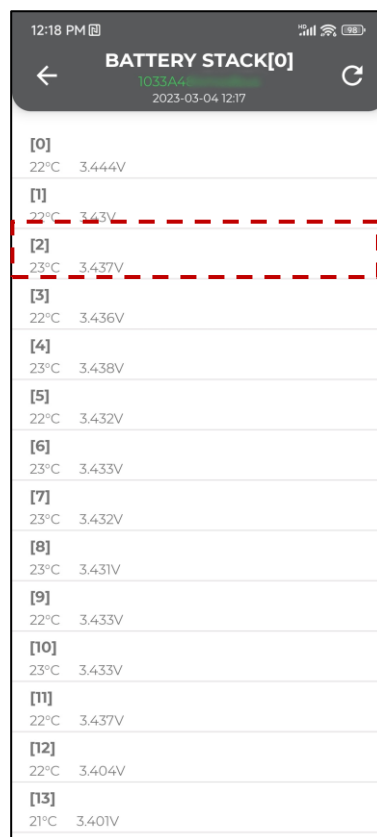 12:18 PM
98
BATTERY STACK[0]
1033A4
2023-03-04 12:17
[0]
22°C 3.444V
[1]
22°C 3.43V
[2]
23°C 3.437V
[3]
22°C 3.436V
[4]
23°C 3.438V
[5]
22°C 3.432V
[6]
23°C 3.433V
[7]
23°C 3.432V
[8]
23°C 3.431V
[9]
22°C 3.433V
[10]
23°C 3.433V
[11]
22°C 3.437V
[12]
22°C 3.404V
[13]
21°C 3.401V